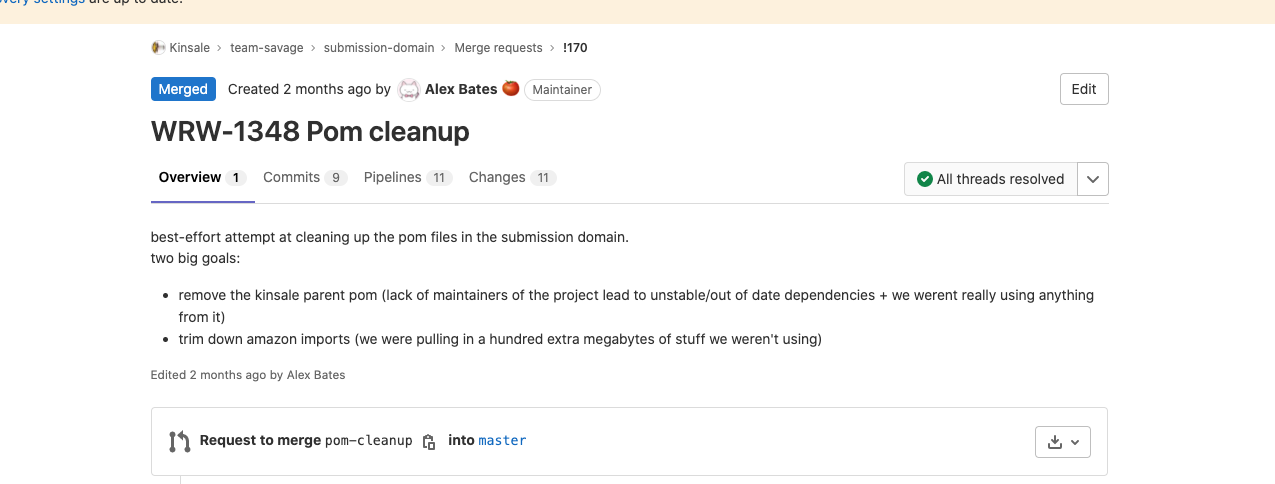 very settings are up to date.
Kinsale › team-savage › submission-domain › Merge requests › !170
Merged Created 2 months ago by Alex Bates Maintainer Edit
WRW-1348 Pom cleanup
Overview 1 Commits 9 Pipelines 11 Changes 11 All threads resolved
best-effort attempt at cleaning up the pom files in the submission domain.
two big goals:
• remove the kinsale parent pom (lack of maintainers of the project lead to unstable/out of date dependencies + we werent really using anything
from it)
• trim down amazon imports (we were pulling in a hundred extra megabytes of stuff we weren't using)
Edited 2 months ago by Alex Bates
Request to merge pom-cleanup into master